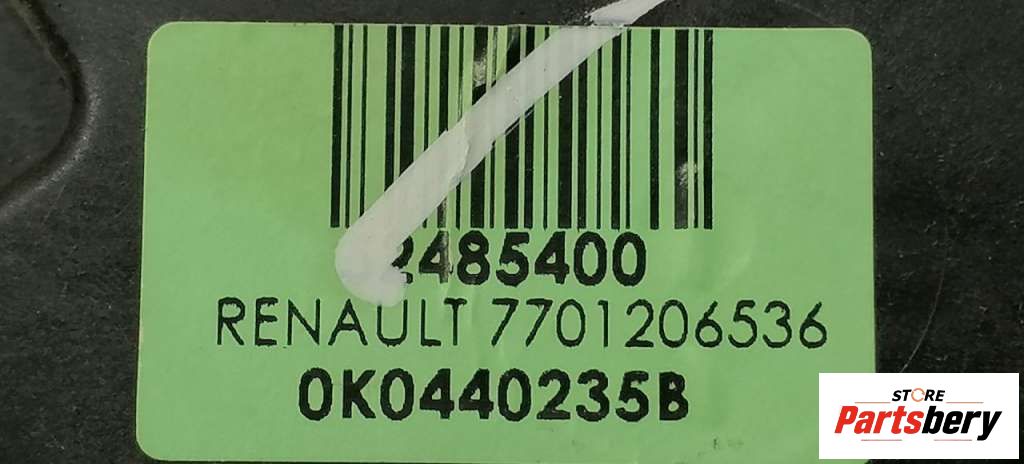 2485400
RENAULT 7701206536
0K0440235B
STORE
Partsbery